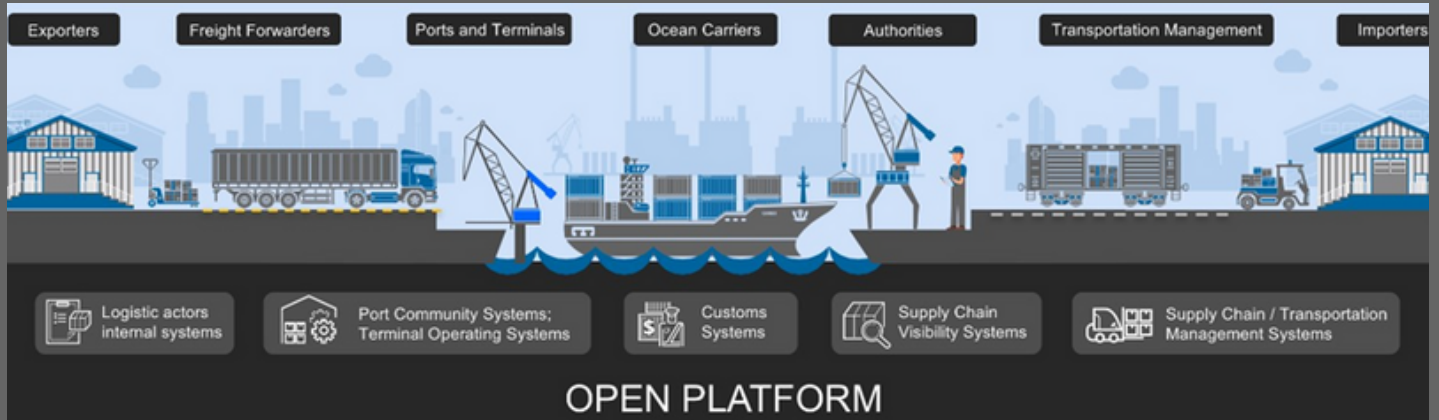 Exporters
Freight Forwarders
Ports and Terminals
Ocean Carriers
Authorities
Transportation Management
Importers
Logistic actors
internal systems
Port Community Systems;
Terminal Operating Systems
Customs
Systems
Supply Chain
Visibility Systems
Supply Chain / Transportation
Management Systems
OPEN PLATFORM